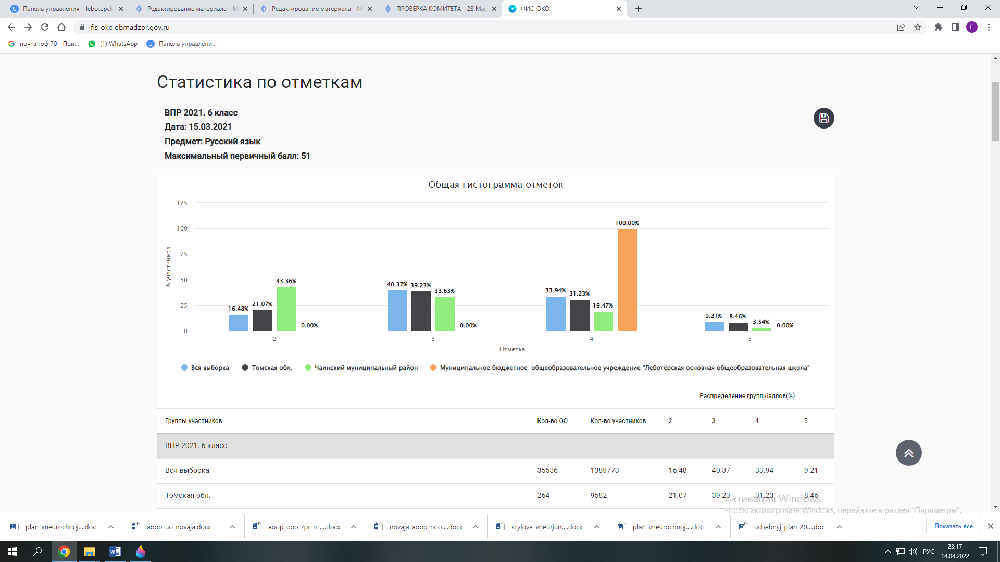 Панель управления – lebotepck
Редактирование материала - М
Редактирование материала - М
ПРОВЕРКА КОМИТЕТА - 28 Мар
ФИС-ОКО
fis-oko.obrnadzor.gov.ru
Г
почта гоф 70 - Пои...
(1) WhatsApp
Панель управлени...
Статистика по отметкам
ВПР 2021. 6 класс
Дата: 15.03.2021
Предмет: Русский язык
Максимальный первичный балл: 51
Общая гистограмма отметок
125
100
75
50
25
0
% участников
16.48%
21.07%
43.36%
0.00%
40.37%
39.23%
33.63%
0.00%
33.94%
31.23%
19.47%
100.00%
9.21%
8.46%
3.54%
0.00%
2 3 4 5
Отметка
Вся выборка
Томская обл.
Чаинский муниципальный район
Муниципальное бюджетное общеобразовательное учреждение "Леботёрская основная общеобразовательная школа"
Распределение групп баллов(%)
Группы участников Кол-во ОО Кол-во участников 2 3 4 5
ВПР 2021. 6 класс
Вся выборка 35536 1389773 16.48 40.37 33.94 9.21
Томская обл. 264 9582 21.07 39.23 31.23 8.46
Активация Windows
Чтобы активировать Windows, перейдите в раздел "Параметры".
plan_vneurochnoj....doc
aoop_uo_novaja.docx
aoop-ooo-zpr-n_....docx
novaja_aoop_noo....docx
krylova_vneurjun....docx
plan_vneurochnoj....doc
uchebnyj_plan_20....doc
Показать все
РУС
23:17
14.04.2022